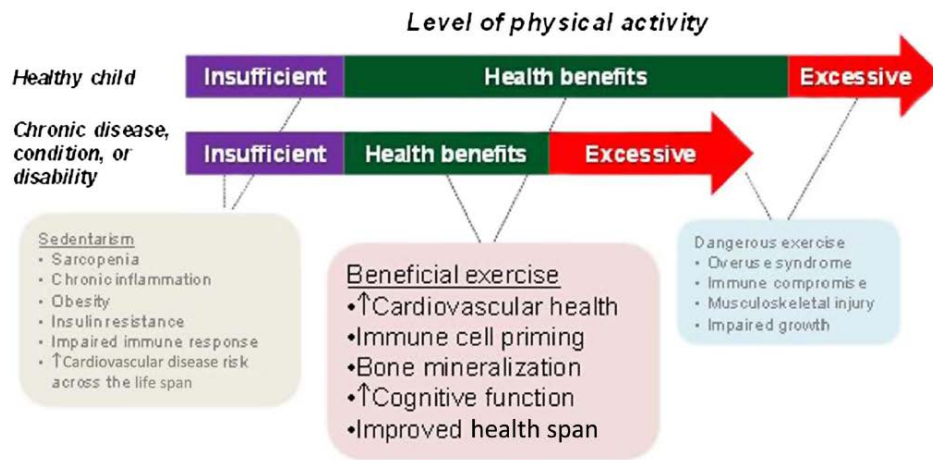 Level of physical activity
Healthy child
Insufficient
Health benefits
Excessive
Chronic disease,
condition, or
disability
Insufficient
Health benefits
Excessive
Sedentarism
• Sarcopenia
• Chronic inflammation
• Obesity
• Insulin resistance
• Impaired immune response
• ↑Cardiovascular disease risk
across the life span
Beneficial exercise
•↑Cardiovascular health
•Immune cell priming
•Bone mineralization
•↑Cognitive function
•Improved health span
Dangerous exercise
• Overuse syndrome
• Immune compromise
• Musculoskeletal injury
• Impaired growth